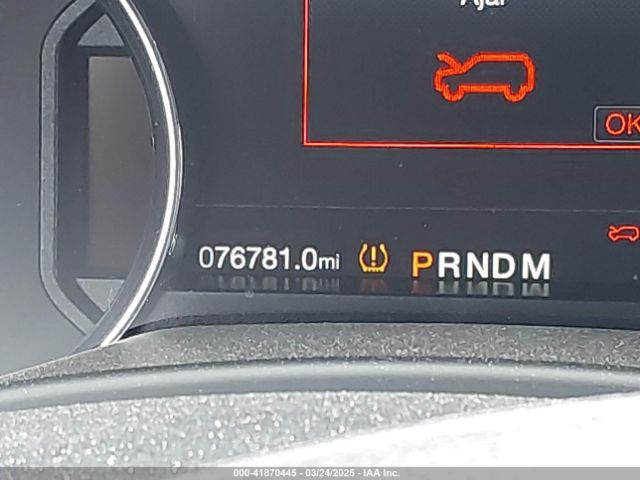 Ajar
OK
076781.0mi PRNDM
000-41870445 - 03/24/2025 - IAA Inc.